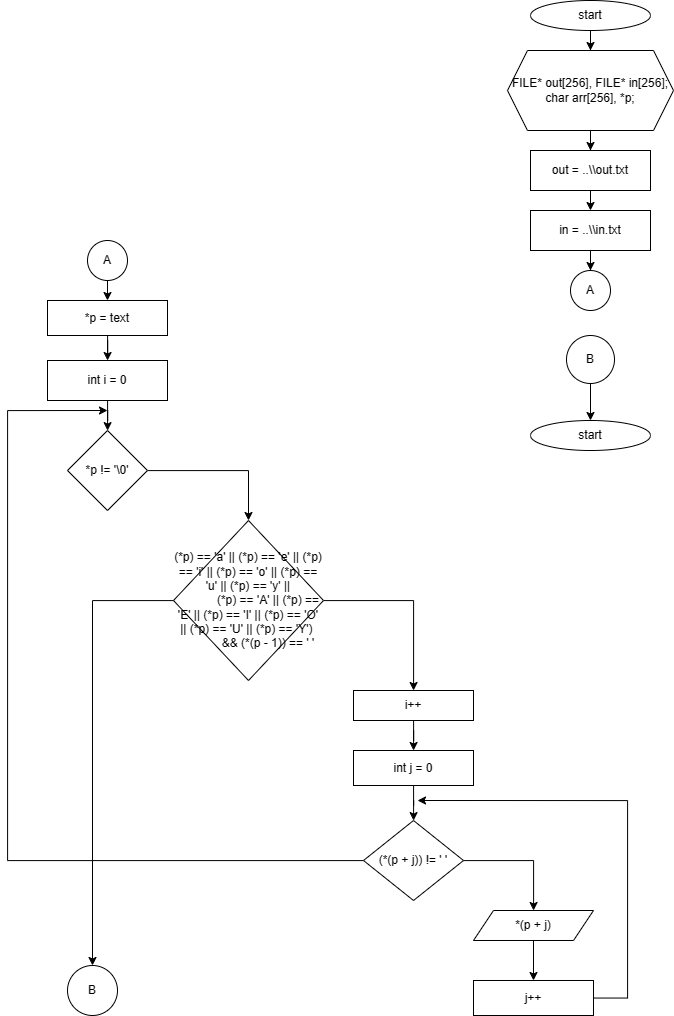 start
FILE* out[256], FILE* in[256];
char arr[256], *p;
out = ..\\out.txt
in = ..\\in.txt
A
B
start
A
*p = text
int i = 0
*p != '\0'
(*p) == 'a' || (*p) == 'e' || (*p)
== 'i' || (*p) == 'o' || (*p) ==
'u' || (*p) == 'y' ||
(*p) == 'A' || (*p) ==
'E' || (*p) == 'I' || (*p) == 'O'
|| (*p) == 'U' || (*p) == 'Y')
&& (*(p - 1)) == ' '
i++
int j = 0
(*(p + j)) != ' '
*(p + j)
j++
B